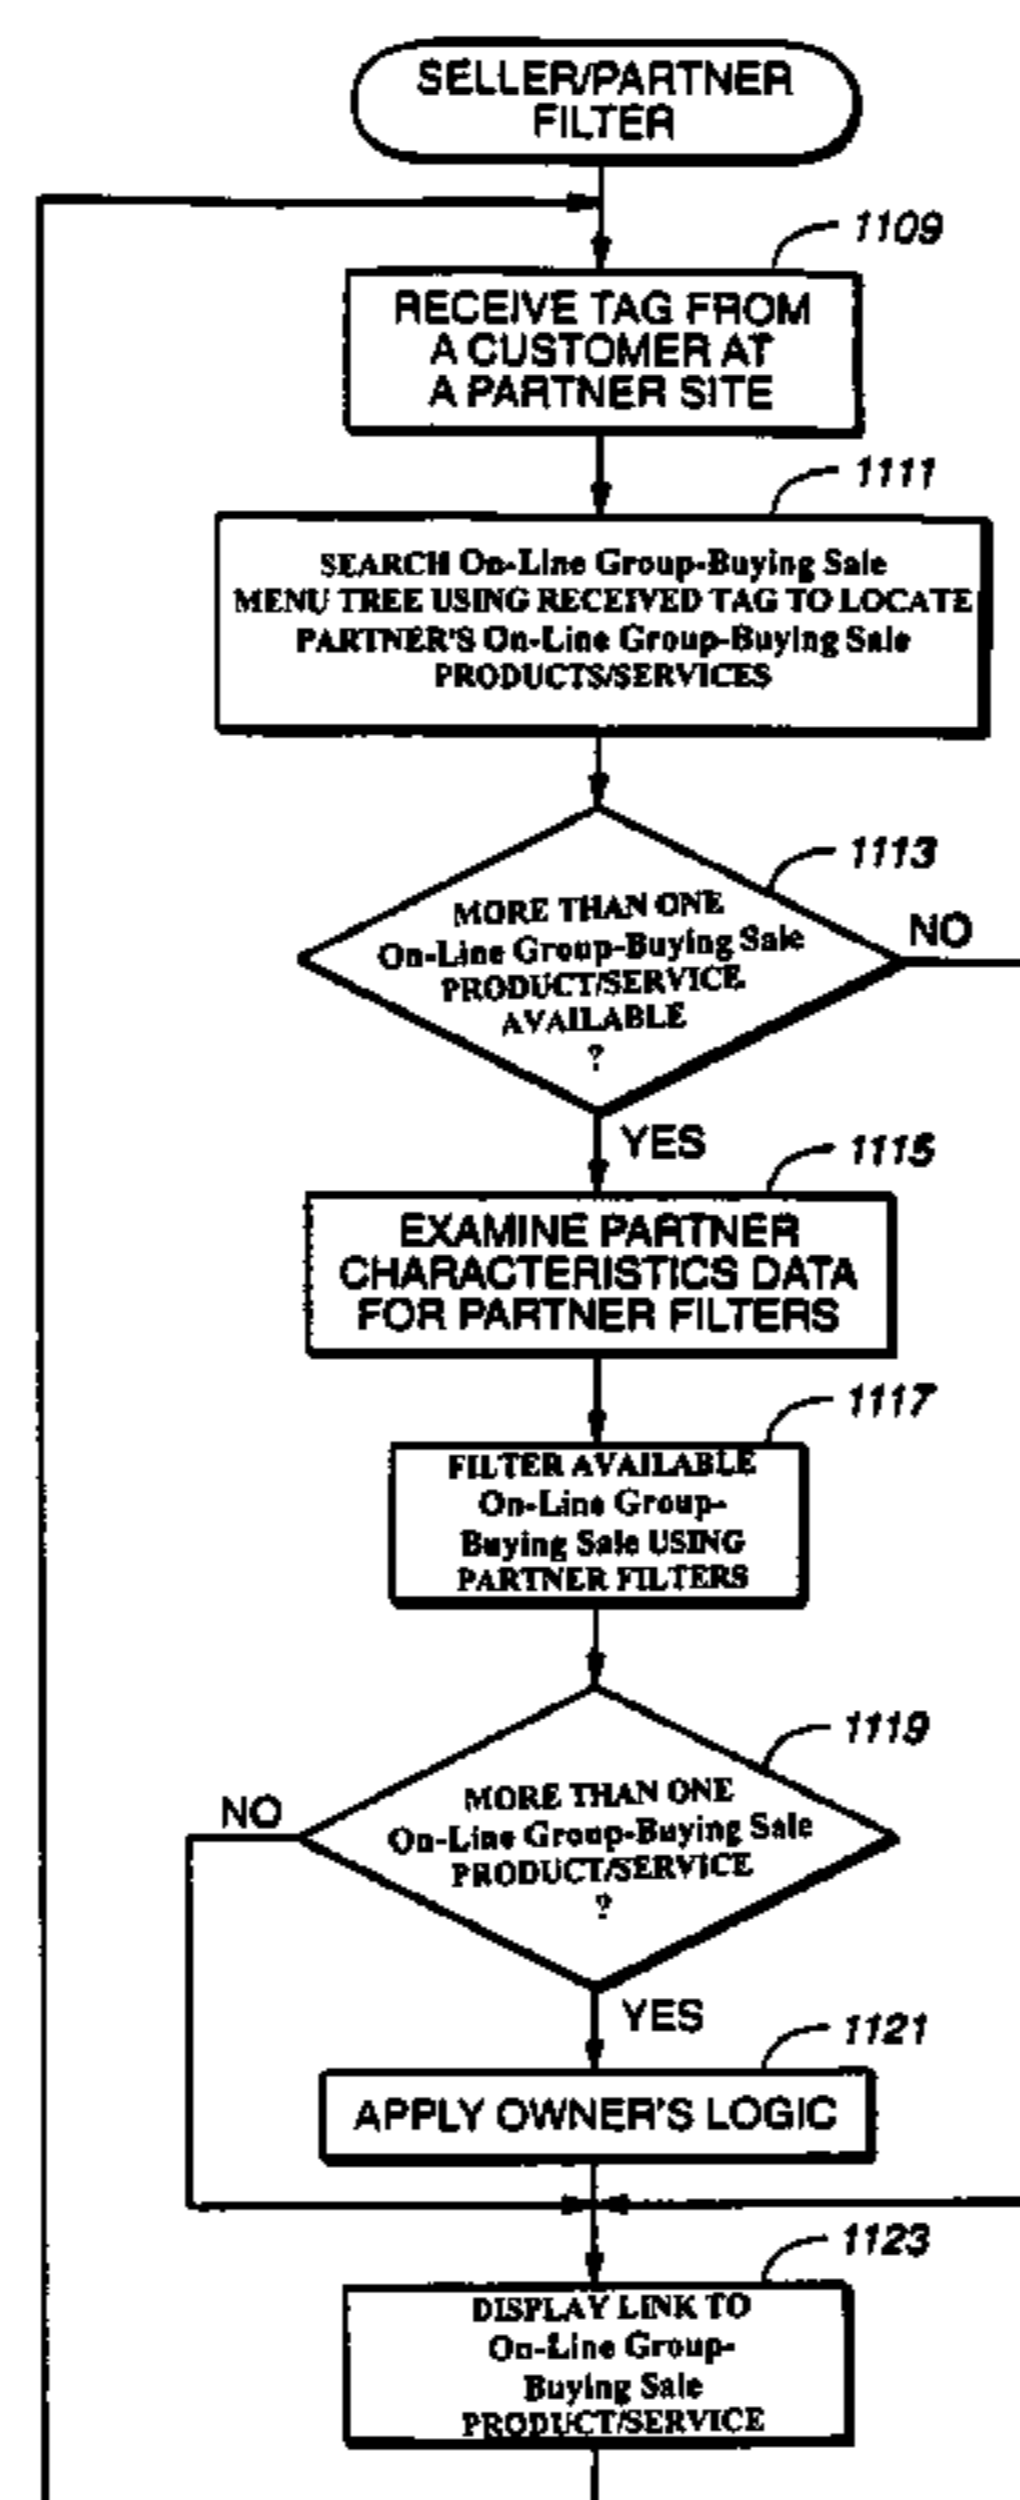 SELLER/PARTNER
FILTER
1109
RECEIVE TAG FROM
A CUSTOMER AT
A PARTNER SITE
1111
SEARCH On-Line Group-Buying Sale
MENU TREE USING RECEIVED TAG TO LOCATE
PARTNER'S On-Line Group-Buying Sale
PRODUCTS/SERVICES
1113
MORE THAN ONE
On-Line Group-Buying Sale
PRODUCT/SERVICE
AVAILABLE
?
NO
YES
1115
EXAMINE PARTNER
CHARACTERISTICS DATA
FOR PARTNER FILTERS
1117
FILTER AVAILABLE
On-Line Group-
Buying Sale USING
PARTNER FILTERS
1119
NO
MORE THAN ONE
On-Line Group-Buying Sale
PRODUCT/SERVICE
?
YES
1121
APPLY OWNER'S LOGIC
1123
DISPLAY LINK TO
On-Line Group-
Buying Sale
PRODUCT/SERVICE